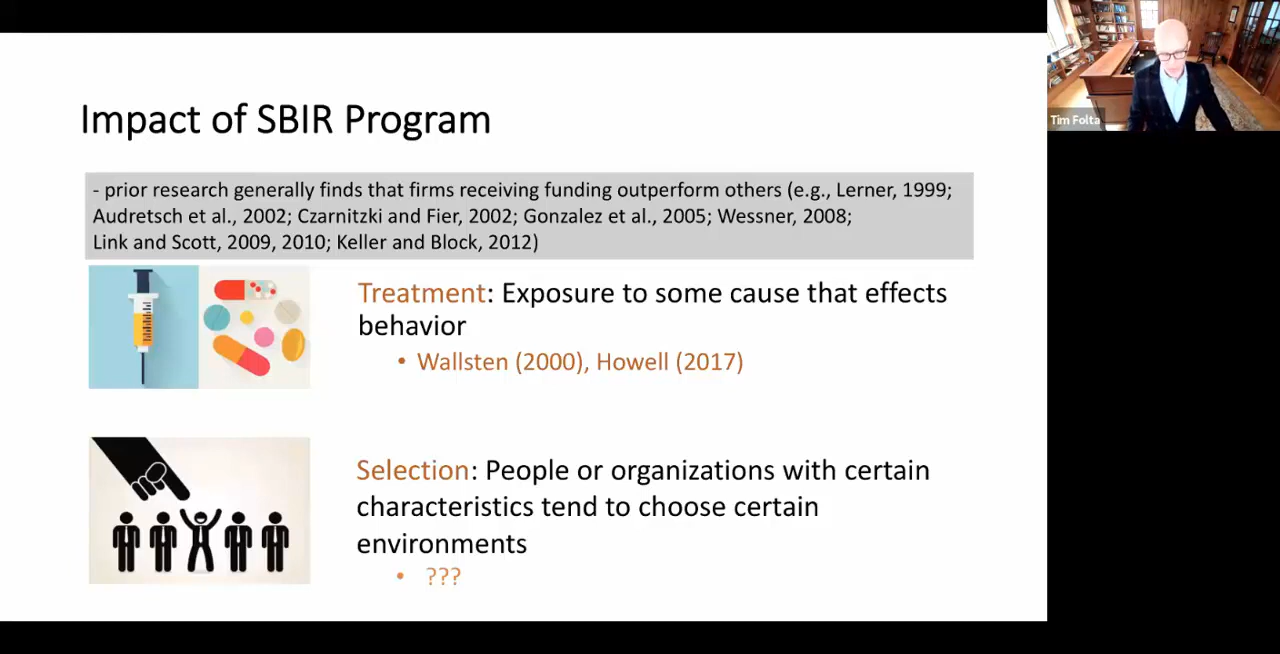 Impact of SBIR Program
- prior research generally finds that firms receiving funding outperform others (e.g., Lerner, 1999;
Audretsch et al., 2002; Czarnitzki and Fier, 2002; Gonzalez et al., 2005; Wessner, 2008;
Link and Scott, 2009, 2010; Keller and Block, 2012)
Treatment: Exposure to some cause that effects
behavior
• Wallsten (2000), Howell (2017)
Selection: People or organizations with certain
characteristics tend to choose certain
environments
• ???
Tim Folta